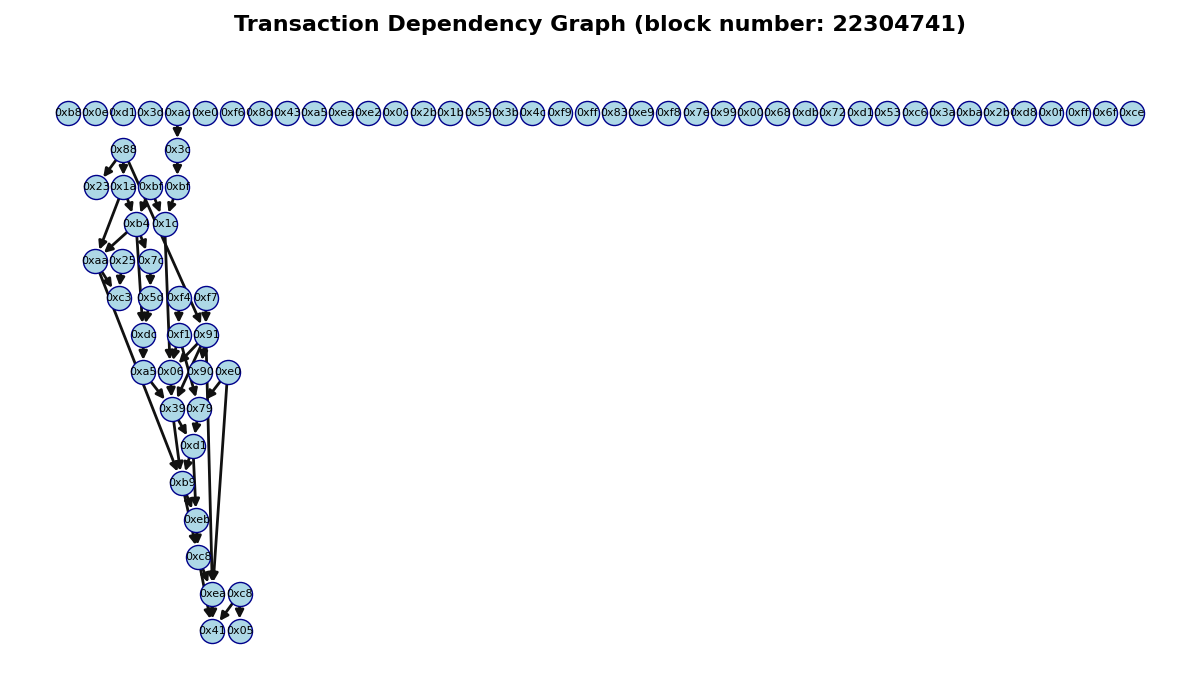 Transaction Dependency Graph (block number: 22304741)
0xb8 0x0e 0xd1 0x3d 0xac 0xe0 0xf6 0x8d 0x43 0xa5 0xea 0xe2 0x0c 0x2b 0x1b 0x55 0x3b 0x4c 0xf9 0xff 0x83 0xe9 0xf8 0x7e 0x99 0x00 0x68 0xdb 0x72 0xd1 0x53 0xc6 0x3a 0xba 0x2b 0xd8 0x0f 0xff 0x6f 0xce
0x88 0x3c
0x23 0x1a 0xbf 0xbf
0xb4 0x1c
0xaa 0x25 0x7c
0xc3 0x5d 0xf4 0xf7
0xdc 0xf1 0x91
0xa5 0x06 0x90 0xe0
0x39 0x79
0xd1
0xb9
0xeb
0xc8
0xea 0xc8
0x41 0x05